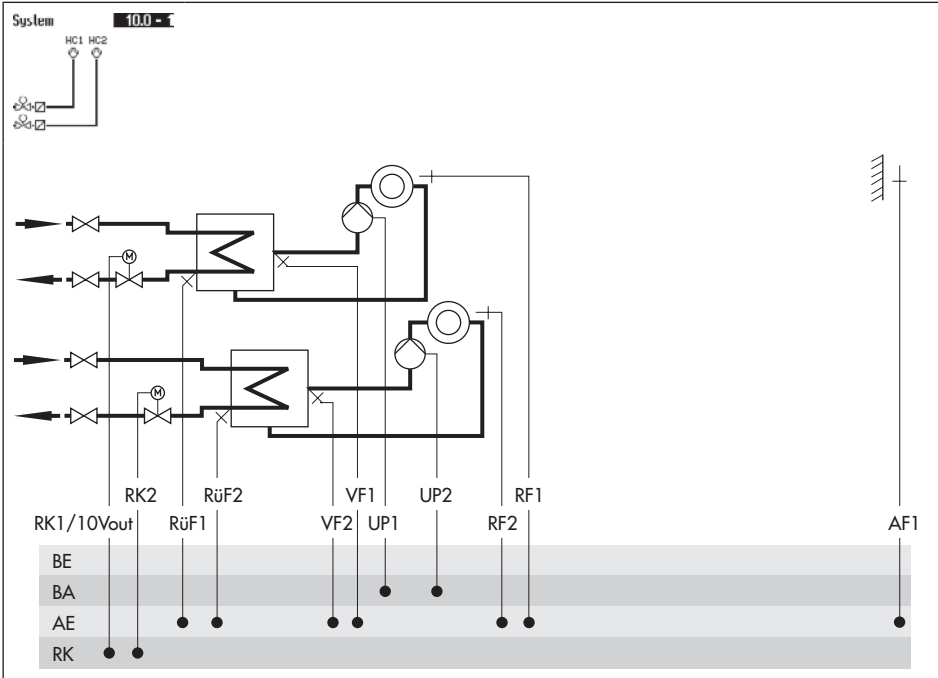 System 10.0 - 1
HC1 HC2
M
M
RK2 RüF2 VF1 UP2 RF1
RK1/10Vout RüF1 VF2 UP1 RF2 AF1
BE
BA
AE
RK